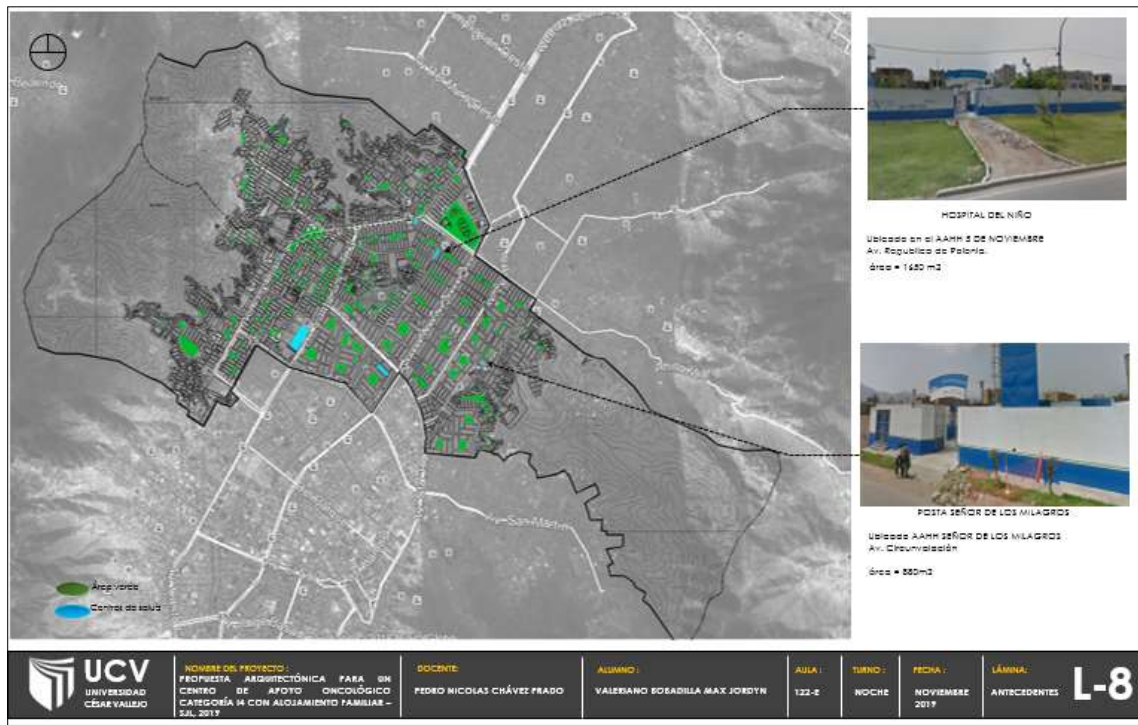 HOSPITAL DEL NIÑO
Ubicado en el AAHH 5 DE NOVIEMBRE
Av. Republica de Polonia.
área = 1650 m2
POSTA SEÑOR DE LOS MILAGROS
Ubicada AAHH SEÑOR DE LOS MILAGROS
Av. Circunvalación
área = 880m2
Área verde
Centros de salud
Av. San Martín
UCV
UNIVERSIDAD
CÉSAR VALLEJO
NOMBRE DEL PROYECTO :
PROPUESTA ARQUITECTÓNICA PARA UN
CENTRO DE APOYO ONCOLÓGICO
CATEGORÍA I4 CON ALOJAMIENTO FAMILIAR –
SJL, 2019
DOCENTE:
PEDRO NICOLAS CHÁVEZ PRADO
ALUMNO :
VALERIANO BOBADILLA MAX JORDYN
AULA :
122-E
TURNO :
NOCHE
FECHA :
NOVIEMBRE
2019
LÁMINA:
ANTECEDENTES
L-8